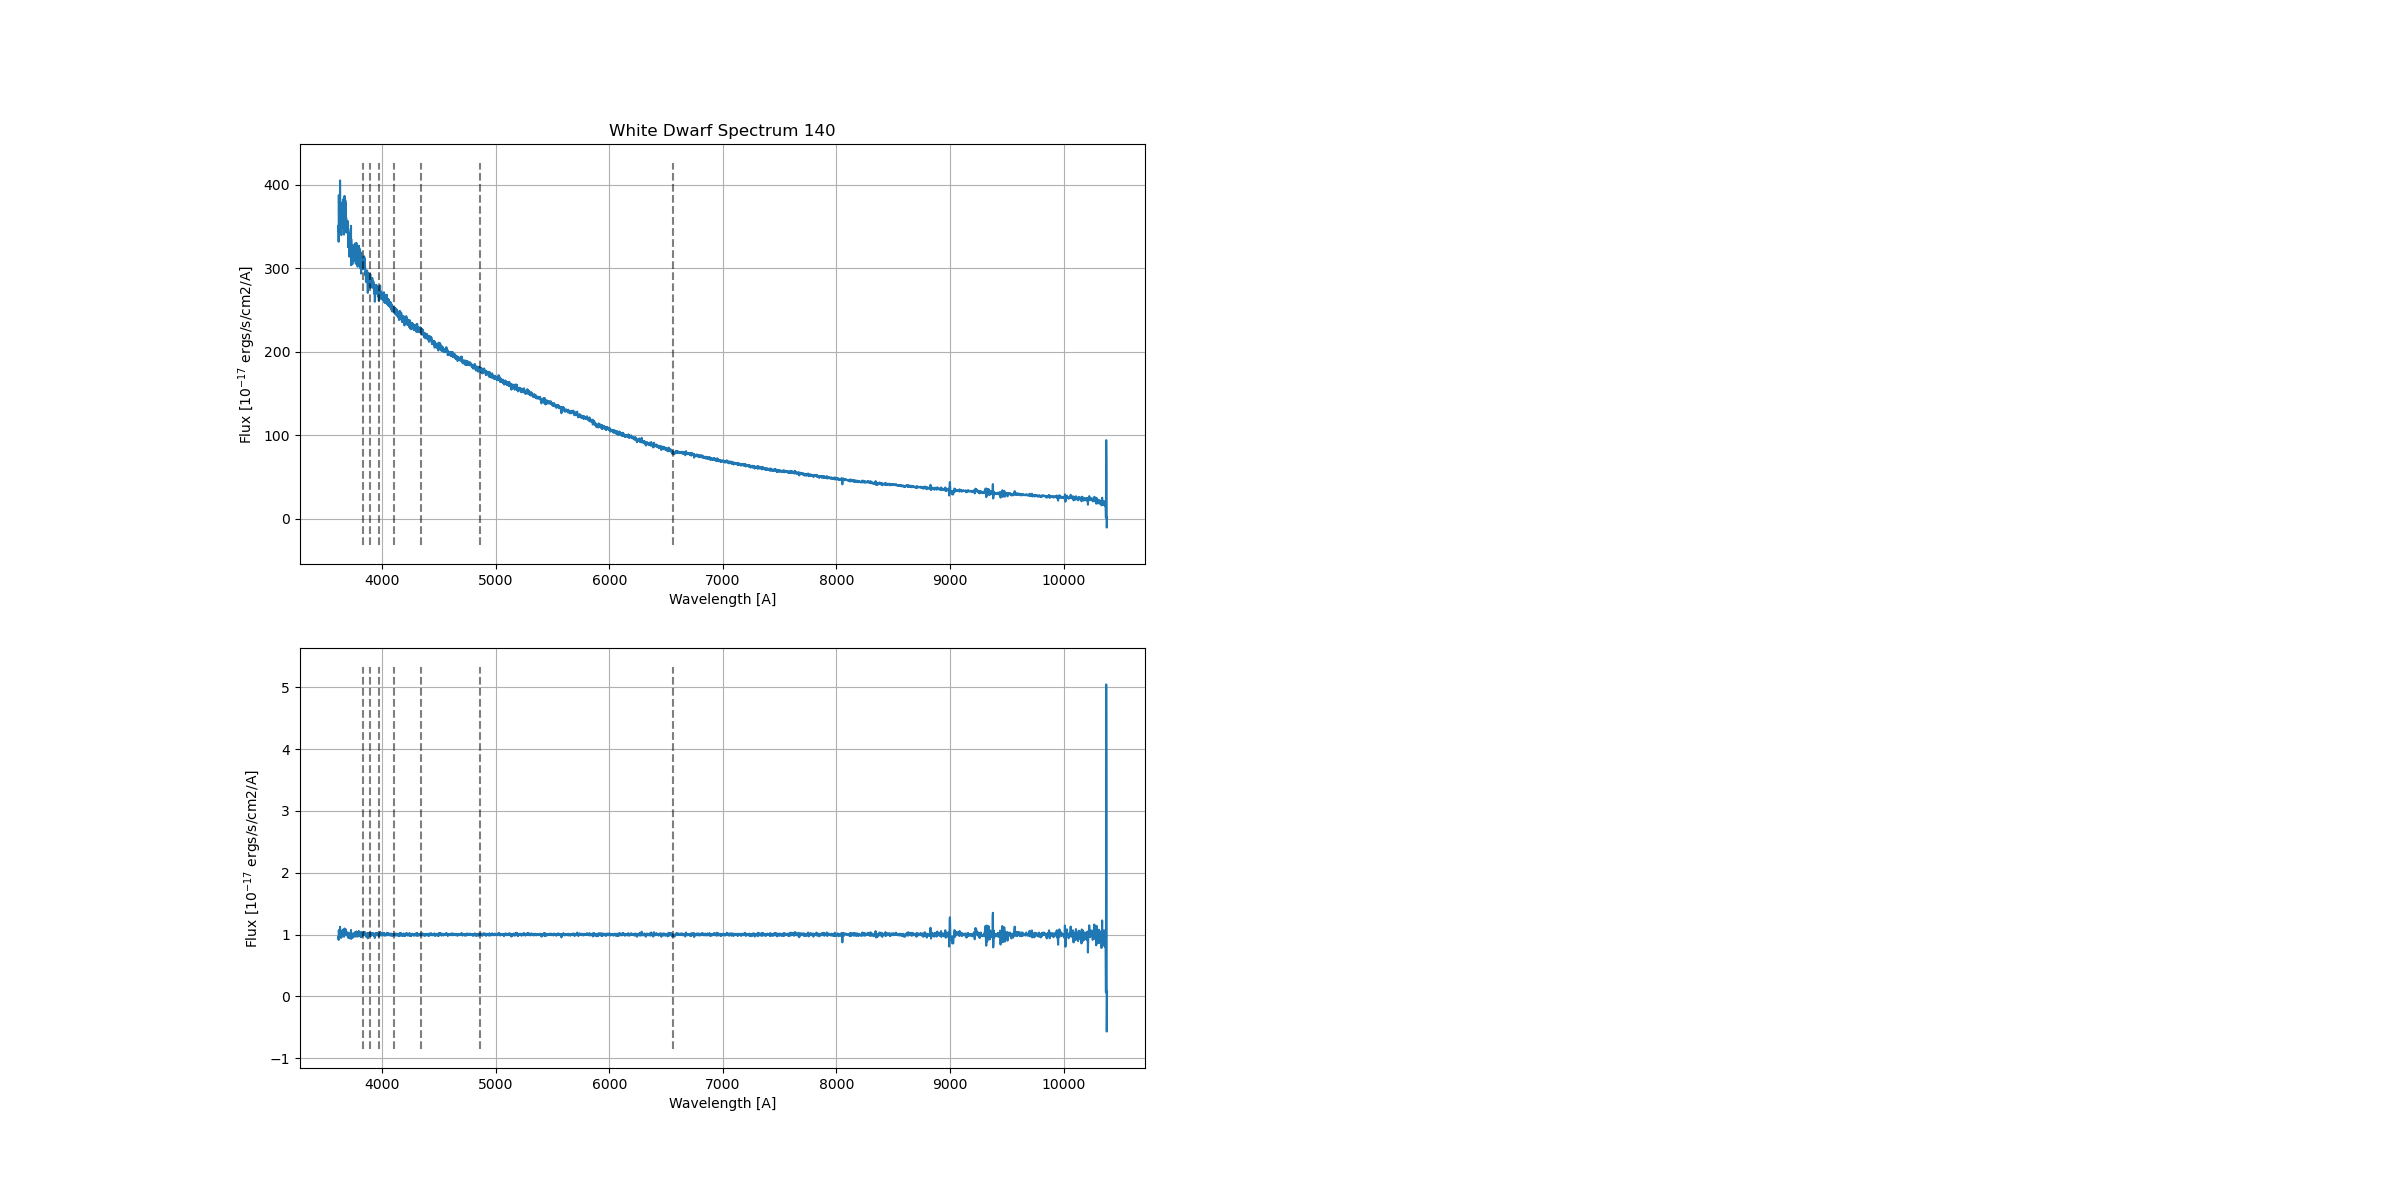 White Dwarf Spectrum 140
Flux [10⁻¹⁷ ergs/s/cm2/A]
400
300
200
100
0
4000 5000 6000 7000 8000 9000 10000
Wavelength [A]
Flux [10⁻¹⁷ ergs/s/cm2/A]
5
4
3
2
1
0
−1
4000 5000 6000 7000 8000 9000 10000
Wavelength [A]